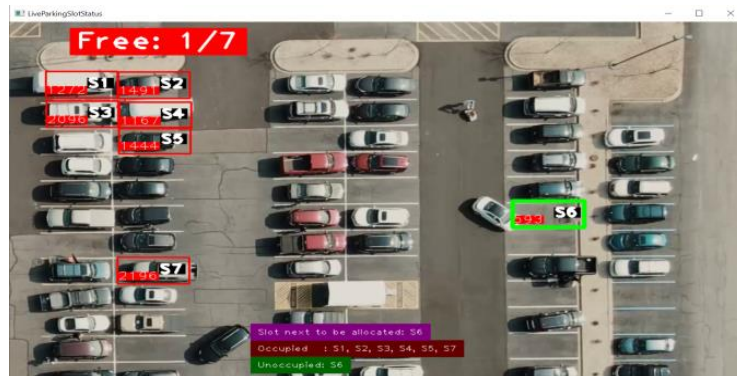 LiveParkingSlotStatus
Free: 1/7
1272 S1
1491 S2
2096 S3
1167 S4
1444 S5
593 S6
2196 S7
Slot next to be allocated: S6
Occupied : S1, S2, S3, S4, S5, S7
Unoccupied: S6